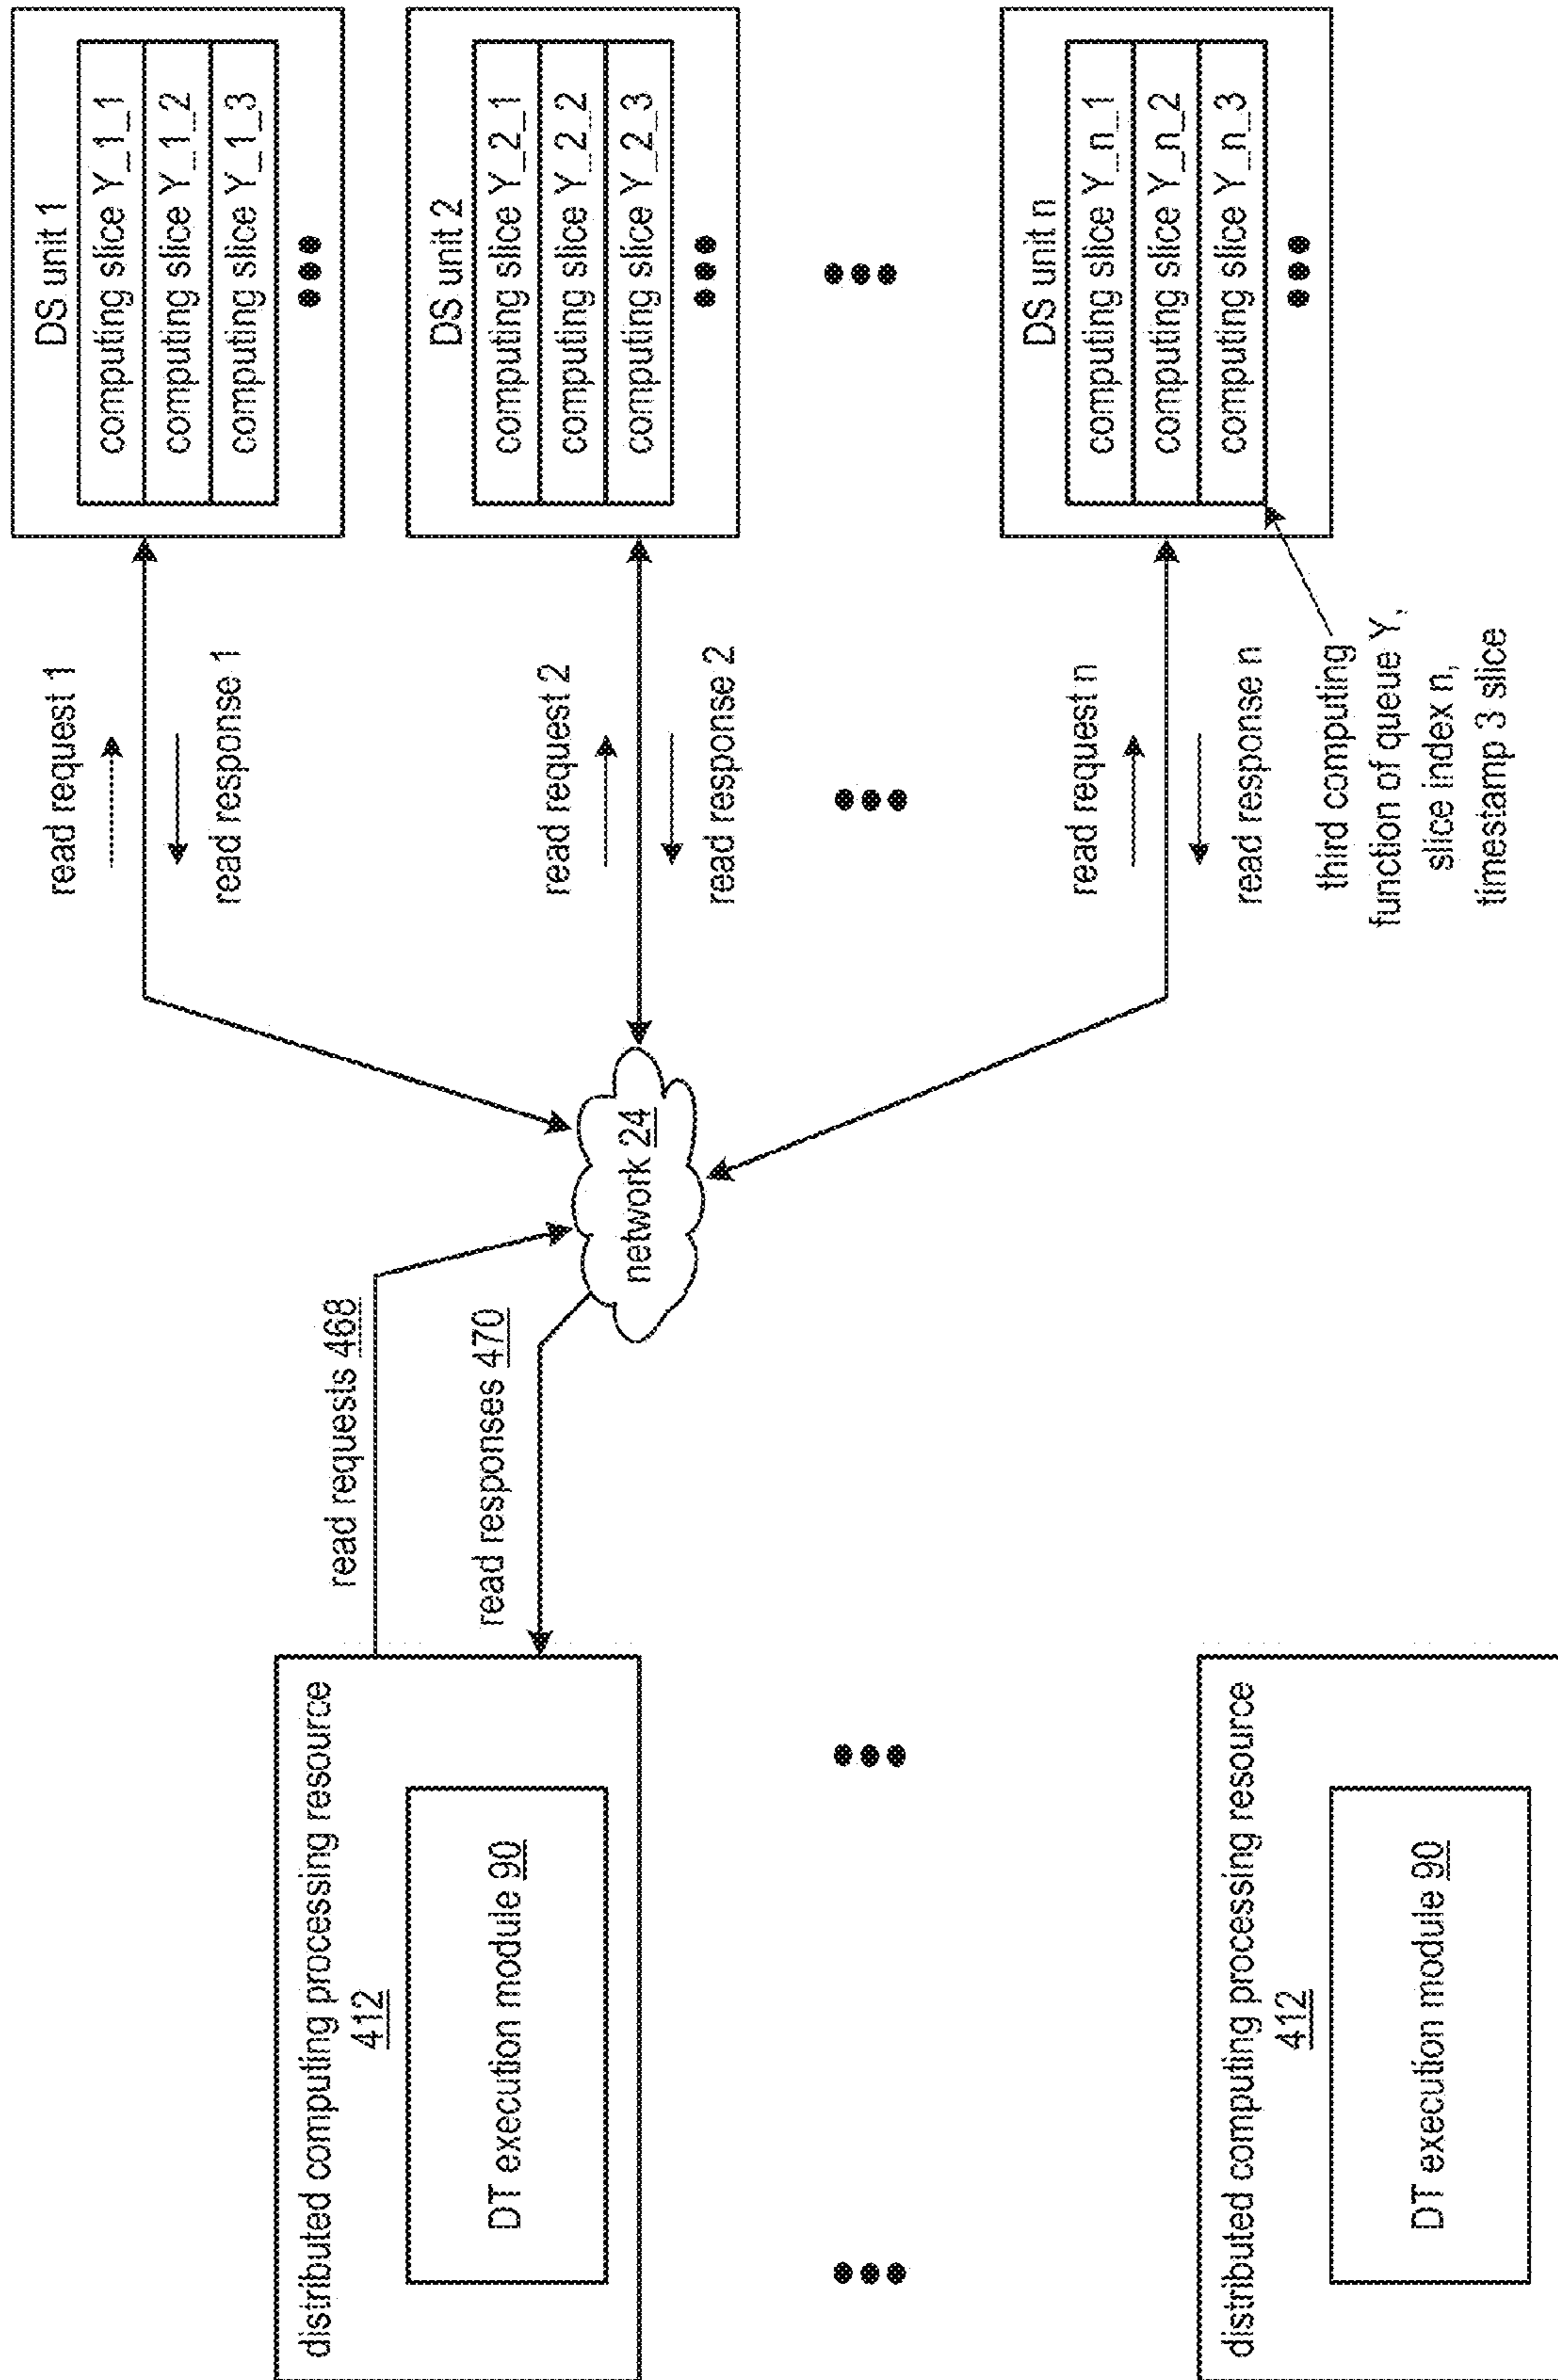 distributed computing processing resource
412
DT execution module 90
distributed computing processing resource
412
DT execution module 90
read requests 468
read responses 470
network 24
read request 1
read response 1
read request 2
read response 2
read request n
read response n
third computing
function of queue Y,
slice index n,
timestamp 3 slice
DS unit 1
computing slice Y_1_1
computing slice Y_1_2
computing slice Y_1_3
DS unit 2
computing slice Y_2_1
computing slice Y_2_2
computing slice Y_2_3
DS unit n
computing slice Y_n_1
computing slice Y_n_2
computing slice Y_n_3